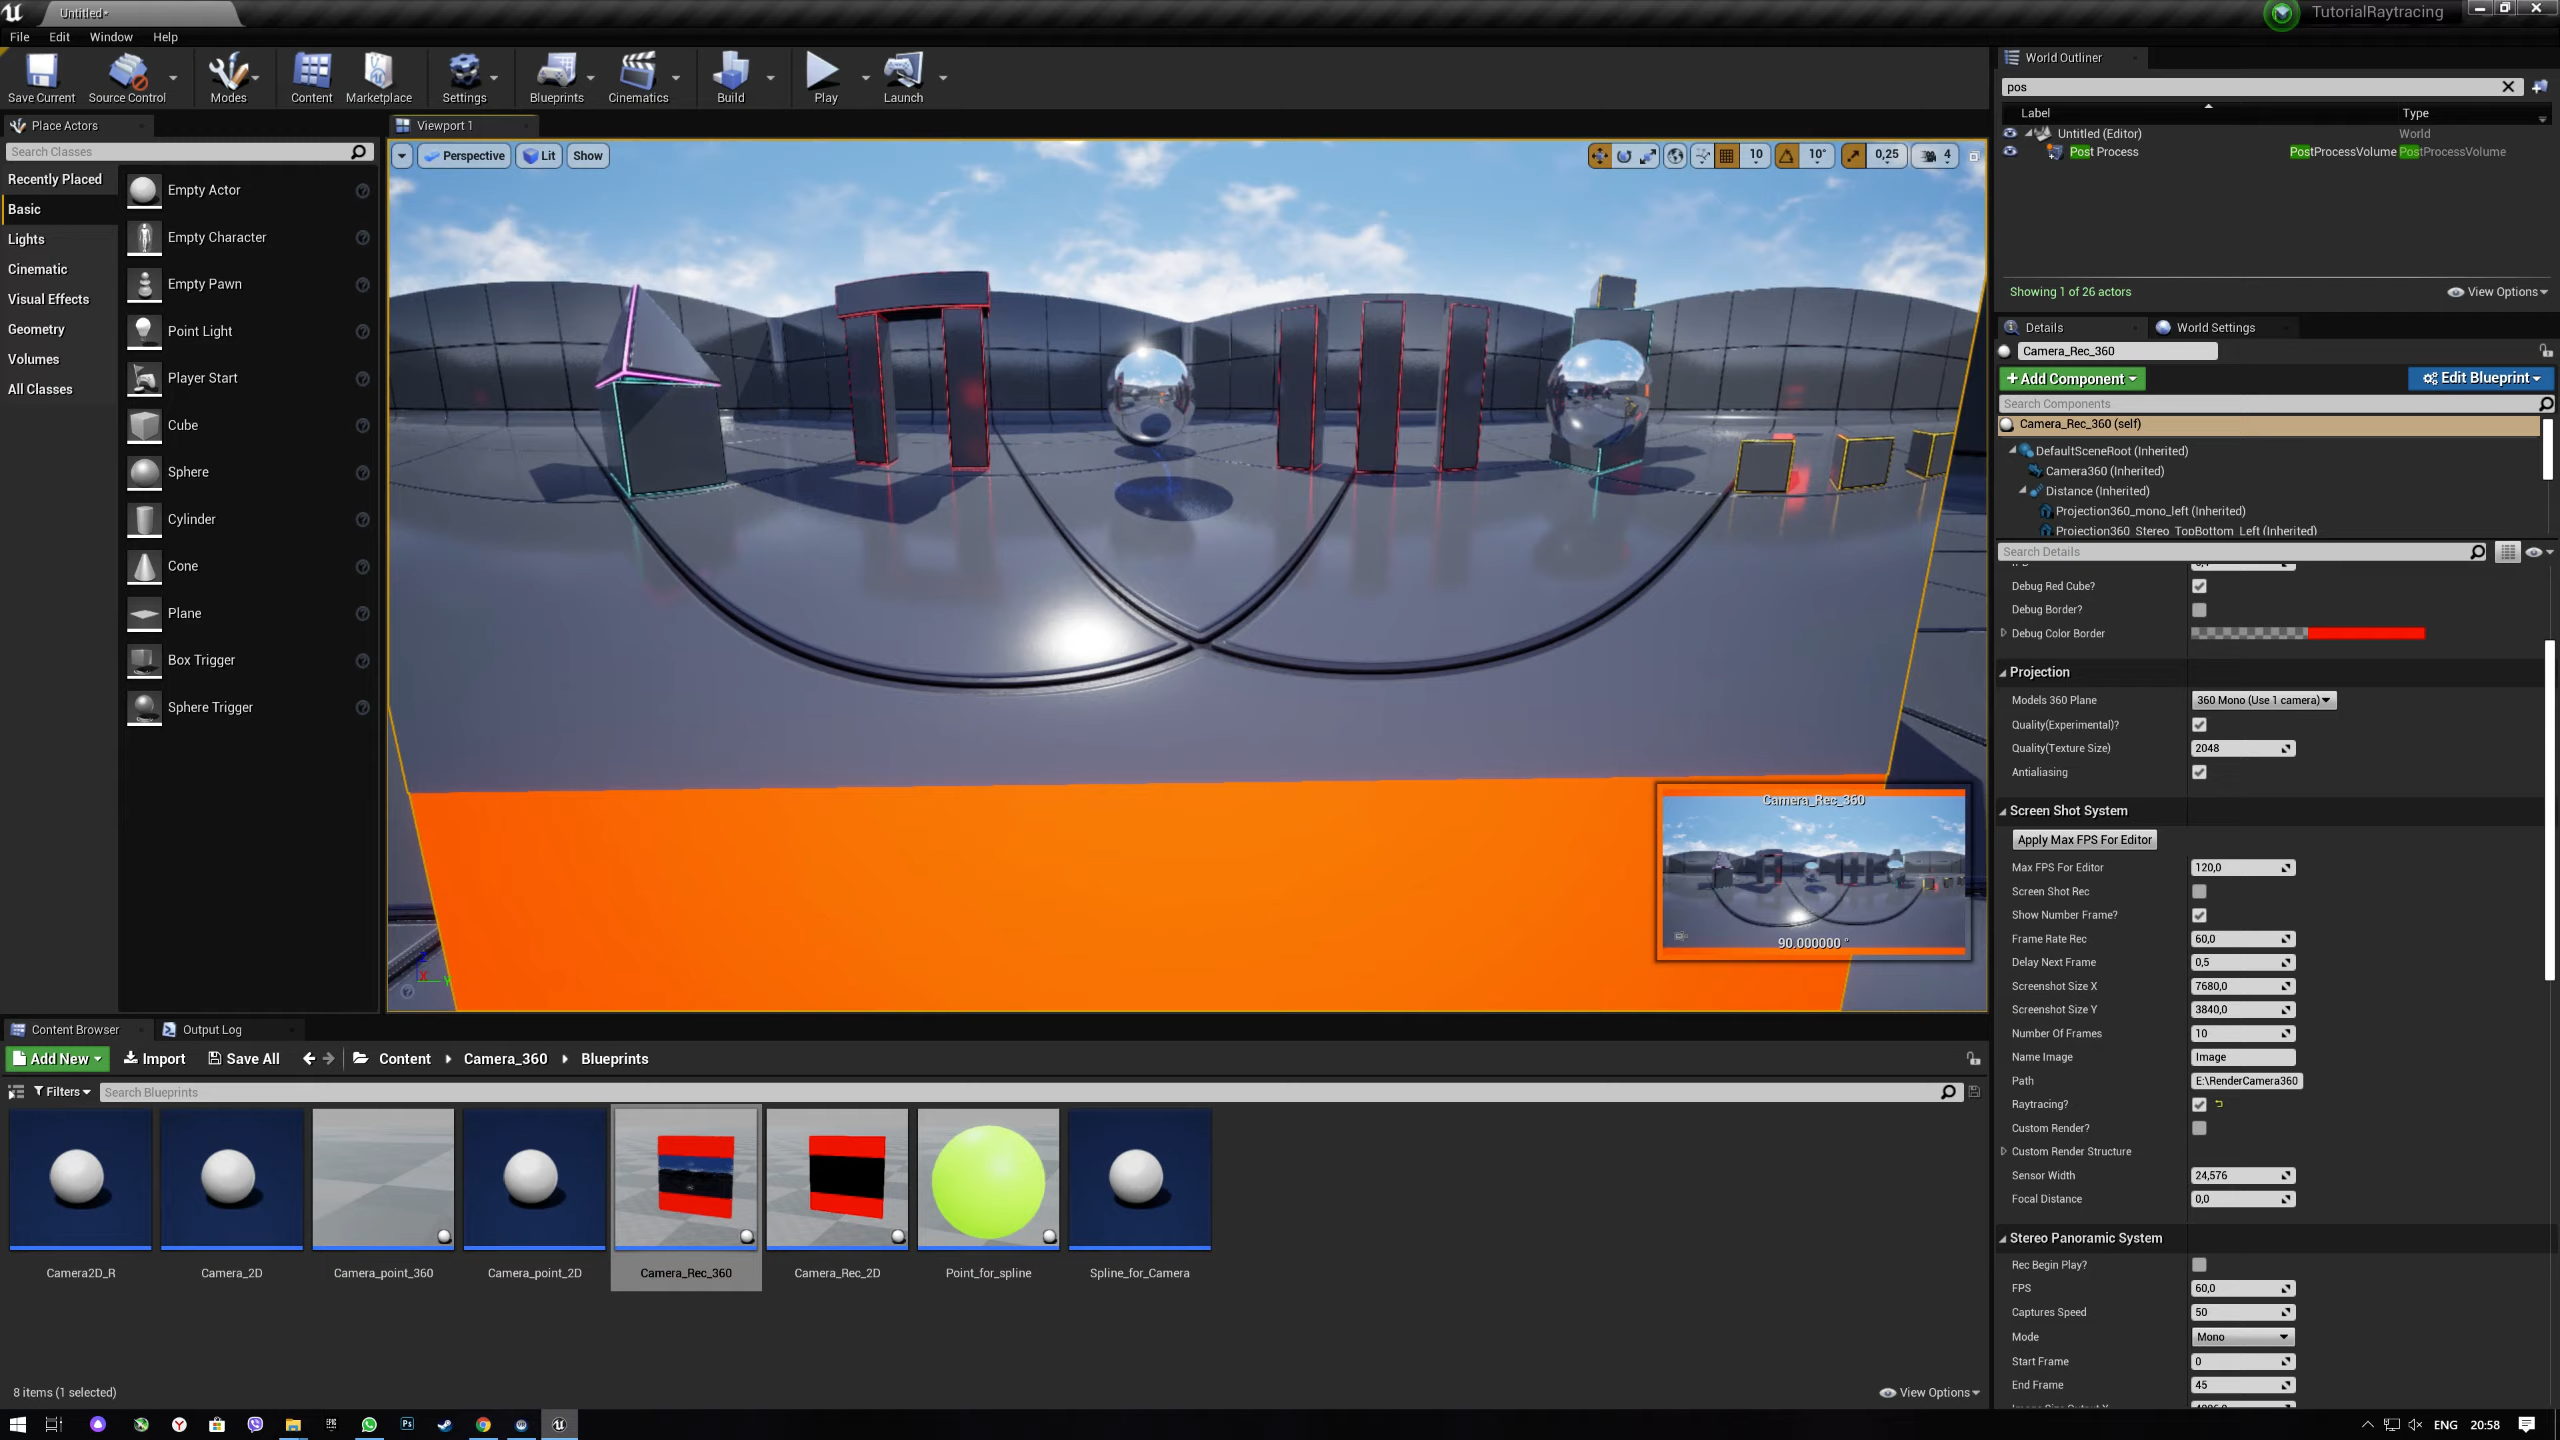 Untitled*
TutorialRaytracing
File Edit Window Help
Save Current
Source Control
Modes
Content
Marketplace
Settings
Blueprints
Cinematics
Build
Play
Launch
Place Actors
Search Classes
Recently Placed
Basic
Lights
Cinematic
Visual Effects
Geometry
Volumes
All Classes
Empty Actor
Empty Character
Empty Pawn
Point Light
Player Start
Cube
Sphere
Cylinder
Cone
Plane
Box Trigger
Sphere Trigger
Viewport 1
Perspective Lit Show
10 10° 0,25 4
Camera_Rec_360
90.000000 °
World Outliner
pos
Label Type
Untitled (Editor) World
Post Process PostProcessVolume PostProcessVolume
Showing 1 of 26 actors
View Options
Details World Settings
Camera_Rec_360
+Add Component Edit Blueprint
Search Components
Camera_Rec_360 (self)
DefaultSceneRoot (Inherited)
Camera360 (Inherited)
Distance (Inherited)
Projection360_mono_left (Inherited)
Projection360_Stereo_TopBottom_Left (Inherited)
Search Details
Debug Red Cube?
Debug Border?
Debug Color Border
Projection
Models 360 Plane 360 Mono (Use 1 camera)
Quality(Experimental)?
Quality(Texture Size) 2048
Antialiasing
Screen Shot System
Apply Max FPS For Editor
Max FPS For Editor 120,0
Screen Shot Rec
Show Number Frame?
Frame Rate Rec 60,0
Delay Next Frame 0,5
Screenshot Size X 7680,0
Screenshot Size Y 3840,0
Number Of Frames 10
Name Image Image
Path E:\RenderCamera360
Raytracing?
Custom Render?
Custom Render Structure
Sensor Width 24,576
Focal Distance 0,0
Stereo Panoramic System
Rec Begin Play?
FPS 60,0
Captures Speed 50
Mode Mono
Start Frame 0
End Frame 45
Content Browser Output Log
Add New Import Save All Content Camera_360 Blueprints
Filters Search Blueprints
Camera2D_R
Camera_2D
Camera_point_360
Camera_point_2D
Camera_Rec_360
Camera_Rec_2D
Point_for_spline
Spline_for_Camera
8 items (1 selected)
View Options
ENG 20:58